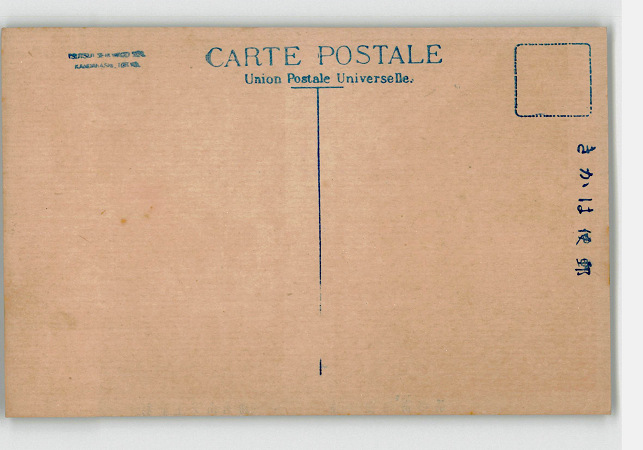 CARTE POSTALE
Union Postale Universelle.
きかは便郵